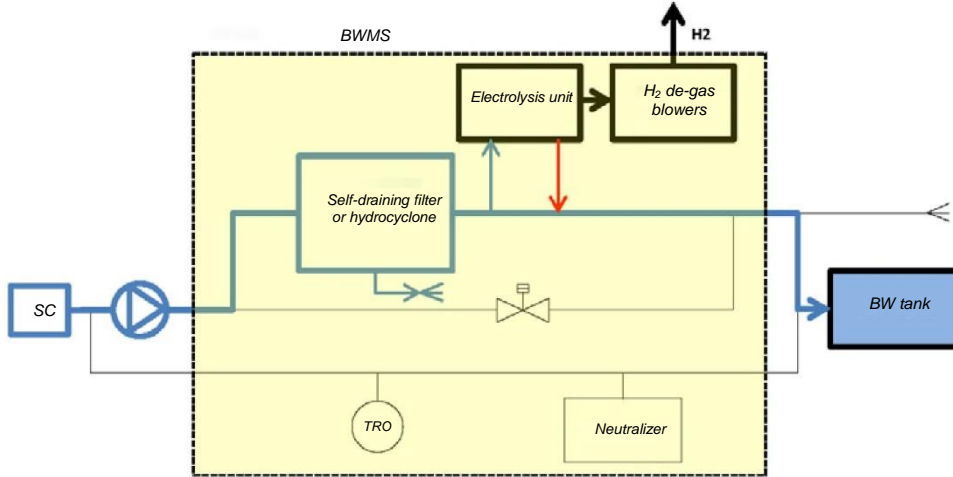 BWMS
H2
Electrolysis unit
H₂ de-gas
blowers
Self-draining filter
or hydrocyclone
SC
BW tank
TRO
Neutralizer